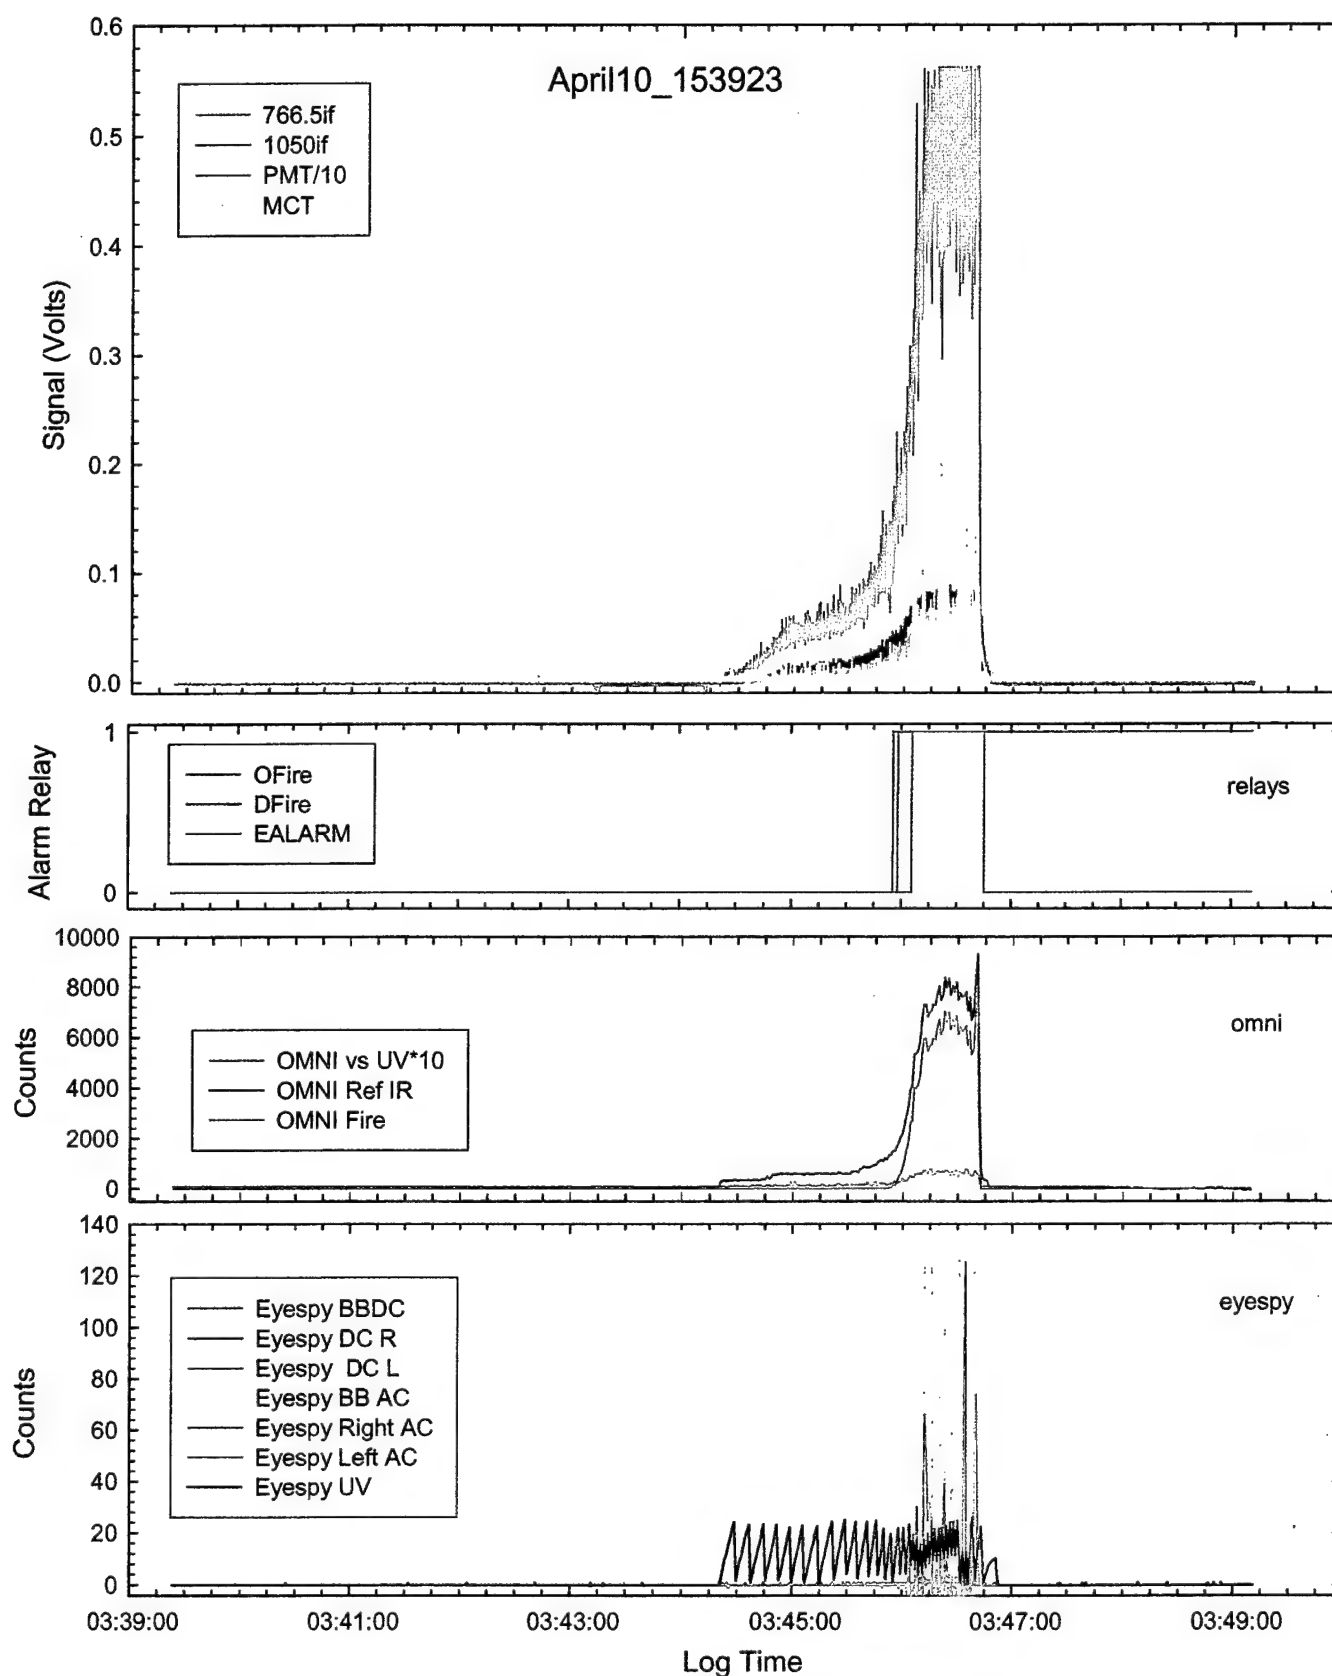 April10_153923
0.6
0.5
0.4
0.3
0.2
0.1
0.0
Signal (Volts)
766.5if
1050if
PMT/10
MCT
1
0
Alarm Relay
OFire
DFire
EALARM
relays
10000
8000
6000
4000
2000
0
Counts
OMNI vs UV*10
OMNI Ref IR
OMNI Fire
omni
140
120
100
80
60
40
20
0
Counts
Eyespy BBDC
Eyespy DC R
Eyespy DC L
Eyespy BB AC
Eyespy Right AC
Eyespy Left AC
Eyespy UV
eyespy
03:39:00 03:41:00 03:43:00 03:45:00 03:47:00 03:49:00
Log Time